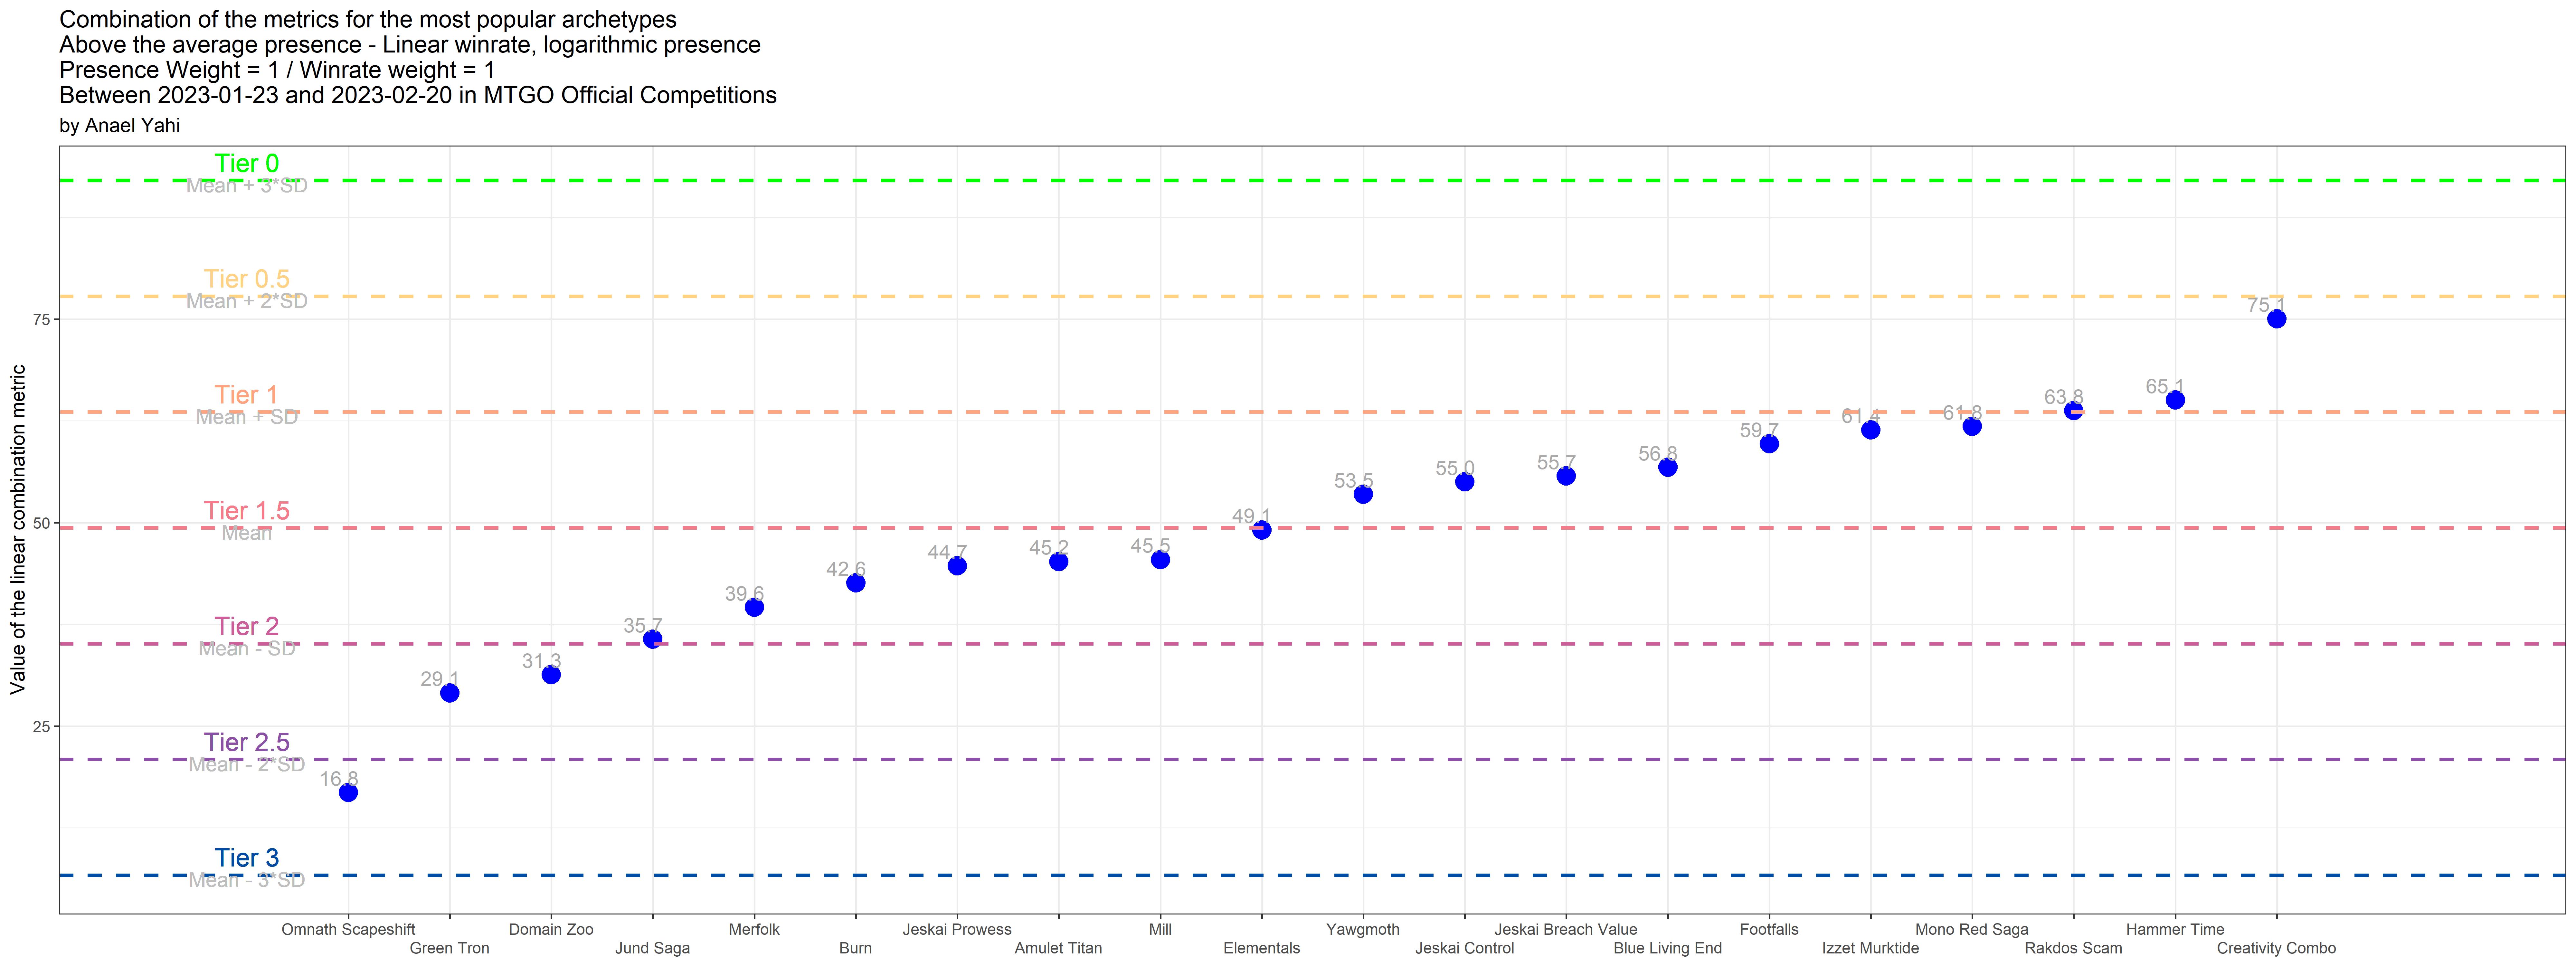 Combination of the metrics for the most popular archetypes
Above the average presence - Linear winrate, logarithmic presence
Presence Weight = 1 / Winrate weight = 1
Between 2023-01-23 and 2023-02-20 in MTGO Official Competitions
by Anael Yahi
Value of the linear combination metric
75
50
25
Tier 0
Mean + 3*SD
Tier 0.5
Mean + 2*SD
Tier 1
Mean + SD
Tier 1.5
Mean
Tier 2
Mean - SD
Tier 2.5
Mean - 2*SD
Tier 3
Mean - 3*SD
16.8
29.1
31.3
35.7
39.6
42.6
44.7
45.2
45.5
49.1
53.5
55.0
55.7
56.8
59.7
61.4
61.8
63.8
65.1
75.1
Omnath Scapeshift
Green Tron
Domain Zoo
Jund Saga
Merfolk
Burn
Jeskai Prowess
Amulet Titan
Mill
Elementals
Yawgmoth
Jeskai Control
Jeskai Breach Value
Blue Living End
Footfalls
Izzet Murktide
Mono Red Saga
Rakdos Scam
Hammer Time
Creativity Combo